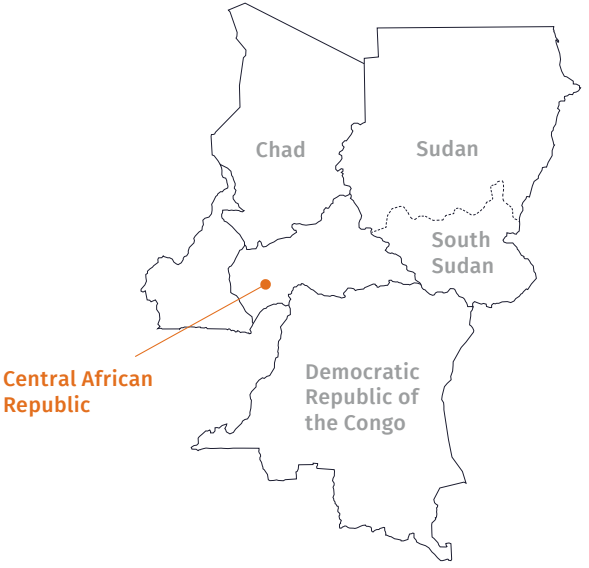 Chad
Sudan
South
Sudan
Central African
Republic
Democratic
Republic of
the Congo